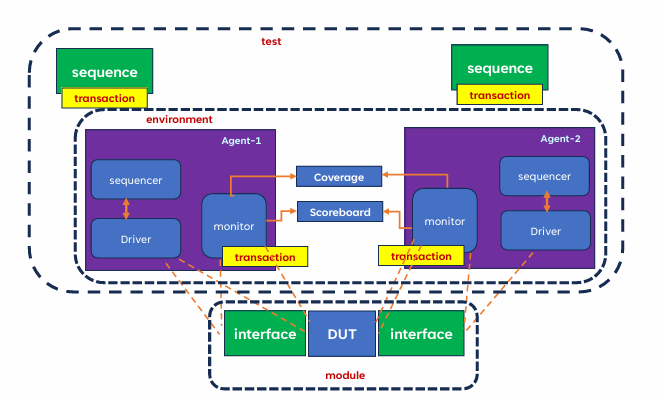 test
sequence
transaction
sequence
transaction
environment
Agent-1
sequencer
Driver
monitor
transaction
Coverage
Scoreboard
Agent-2
sequencer
Driver
monitor
transaction
interface
DUT
interface
module